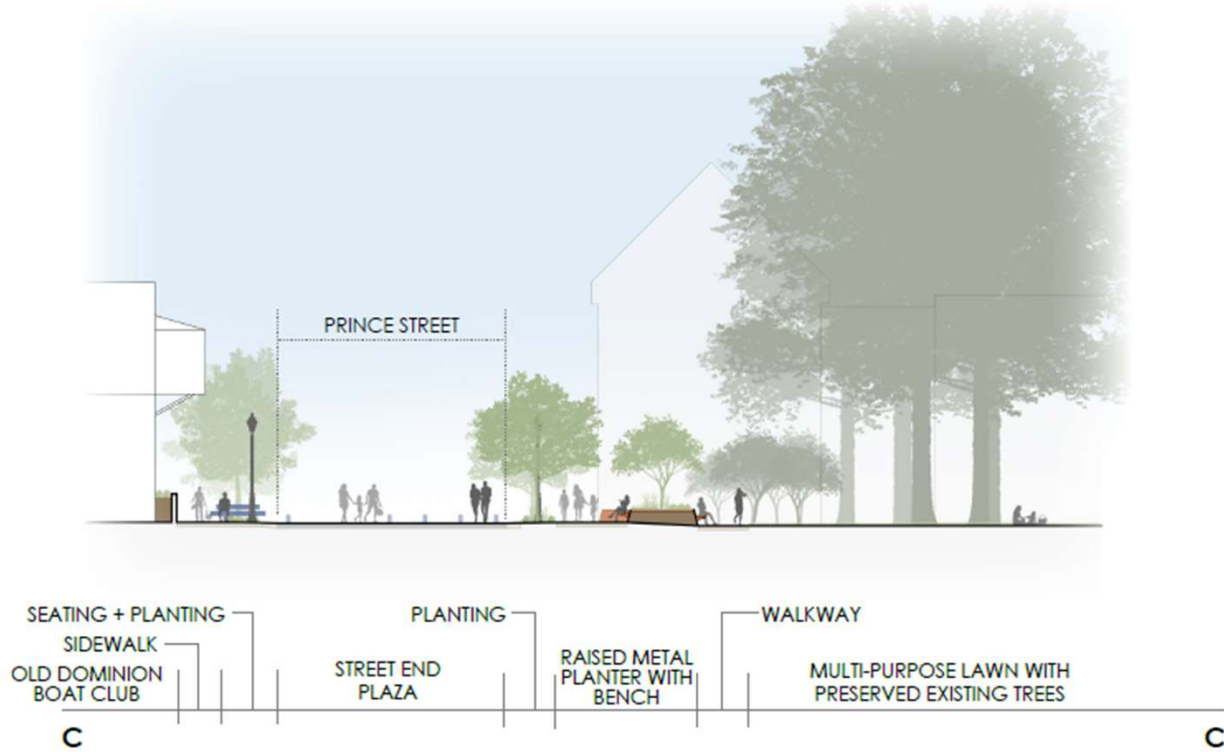 PRINCE STREET
SEATING + PLANTING
SIDEWALK
OLD DOMINION
BOAT CLUB
STREET END
PLAZA
PLANTING
RAISED METAL
PLANTER WITH
BENCH
WALKWAY
MULTI-PURPOSE LAWN WITH
PRESERVED EXISTING TREES
C
C